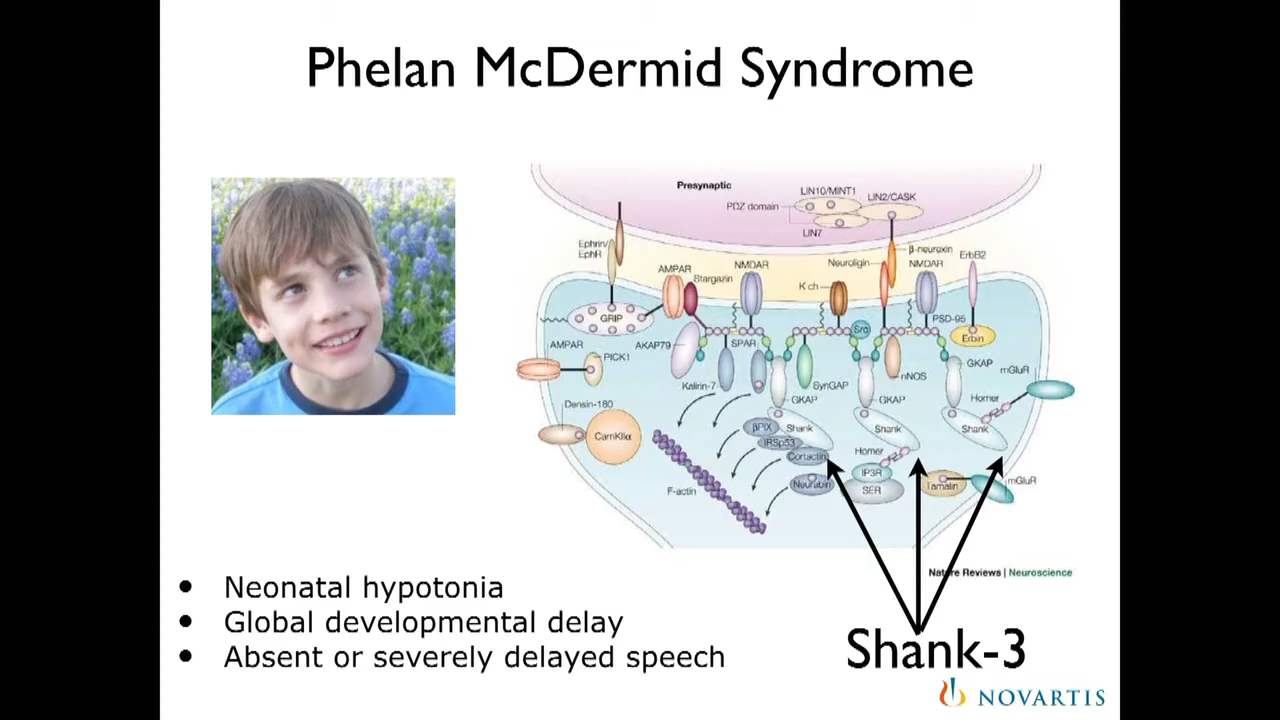 Phelan McDermid Syndrome
Presynaptic
LIN10/MINT1
LIN2/CASK
PDZ domain
LIN7
Ephrin/
EphR
AMPAR
Stargazin
NMDAR
Neuroligin
β-neurexin
NMDAR
ErbB2
K ch
GRIP
PSD-95
Src
Erbin
AMPAR
AKAP79
SPAR
PICK1
GKAP
mGluR
nNOS
Kalirin-7
SynGAP
GKAP
GKAP
Homer
Densin-180
βPIX
Shank
Shank
Shank
CamKIIα
IRSp53
Cortactin
Homer
IP3R
F-actin
Neurabin
SER
Tamalin
mGluR
Nature Reviews | Neuroscience
• Neonatal hypotonia
• Global developmental delay
• Absent or severely delayed speech
Shank-3
NOVARTIS